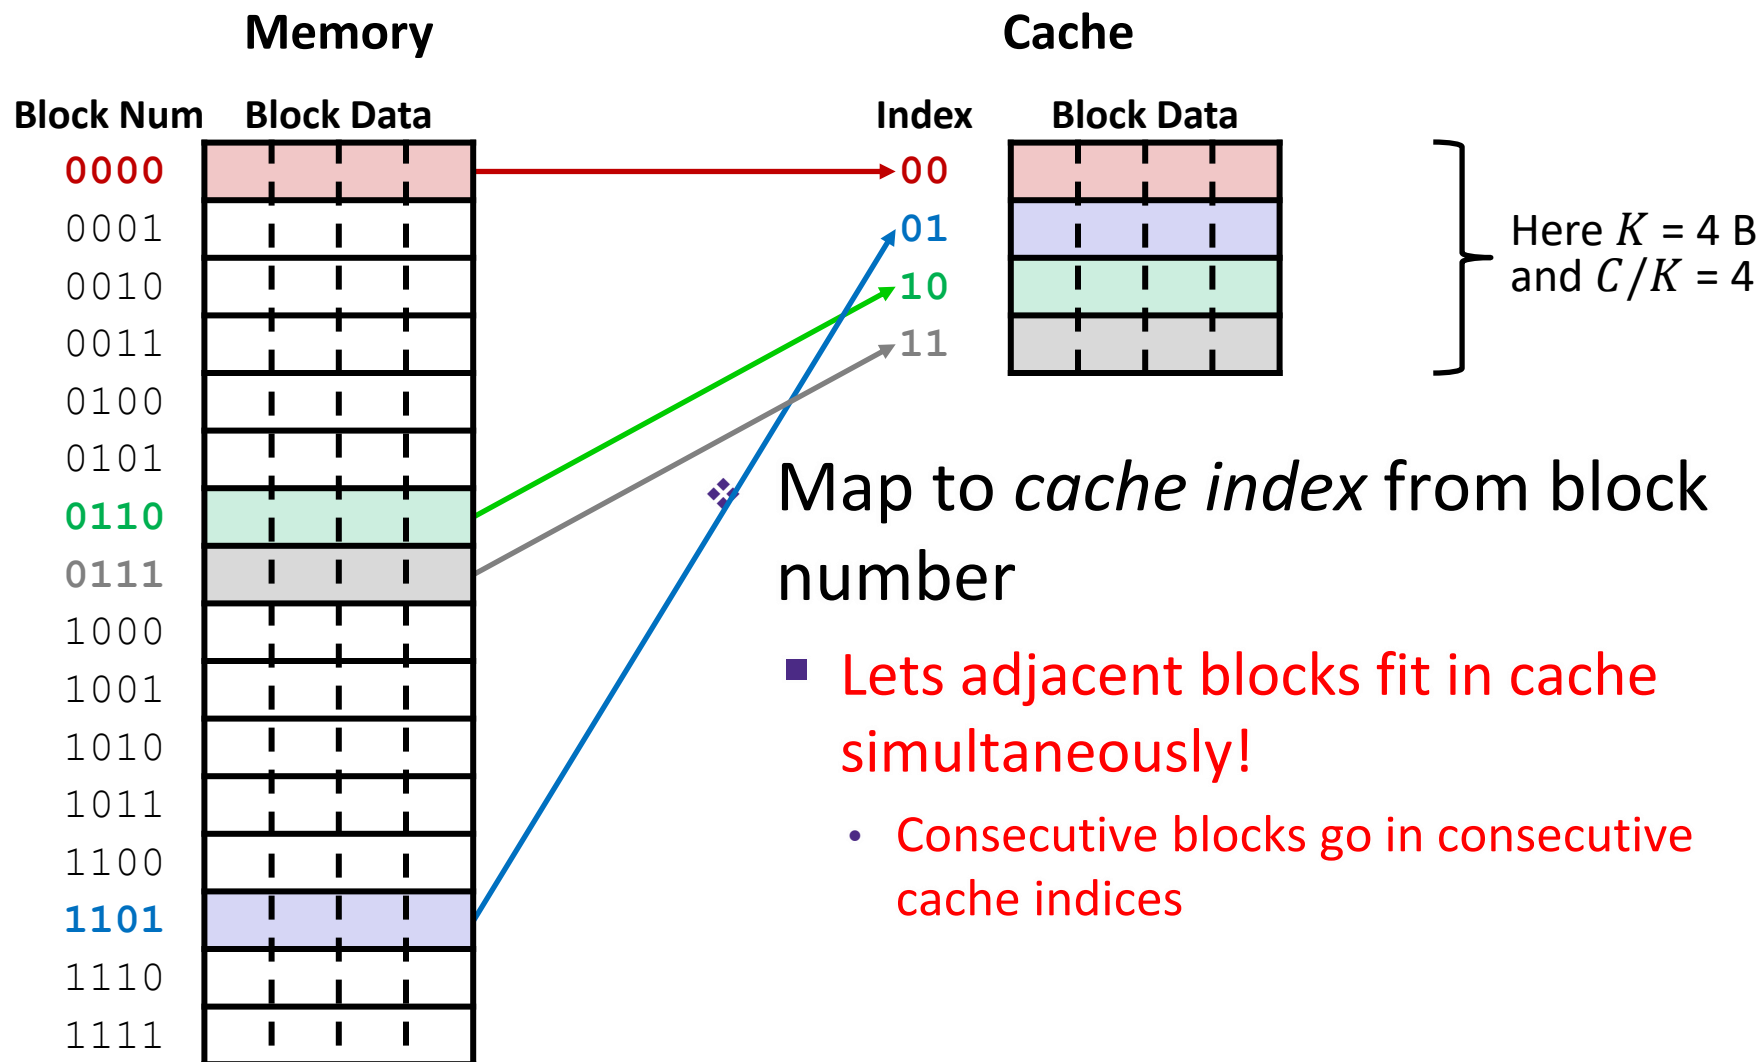 Memory Cache
Block Num Block Data Index Block Data
0000 00
0001 01
0010 10
0011 11
0100
0101
0110
0111
1000
1001
1010
1011
1100
1101
1110
1111
Here K = 4 B
and C/K = 4
Map to cache index from block
number
Lets adjacent blocks fit in cache
simultaneously!
Consecutive blocks go in consecutive
cache indices